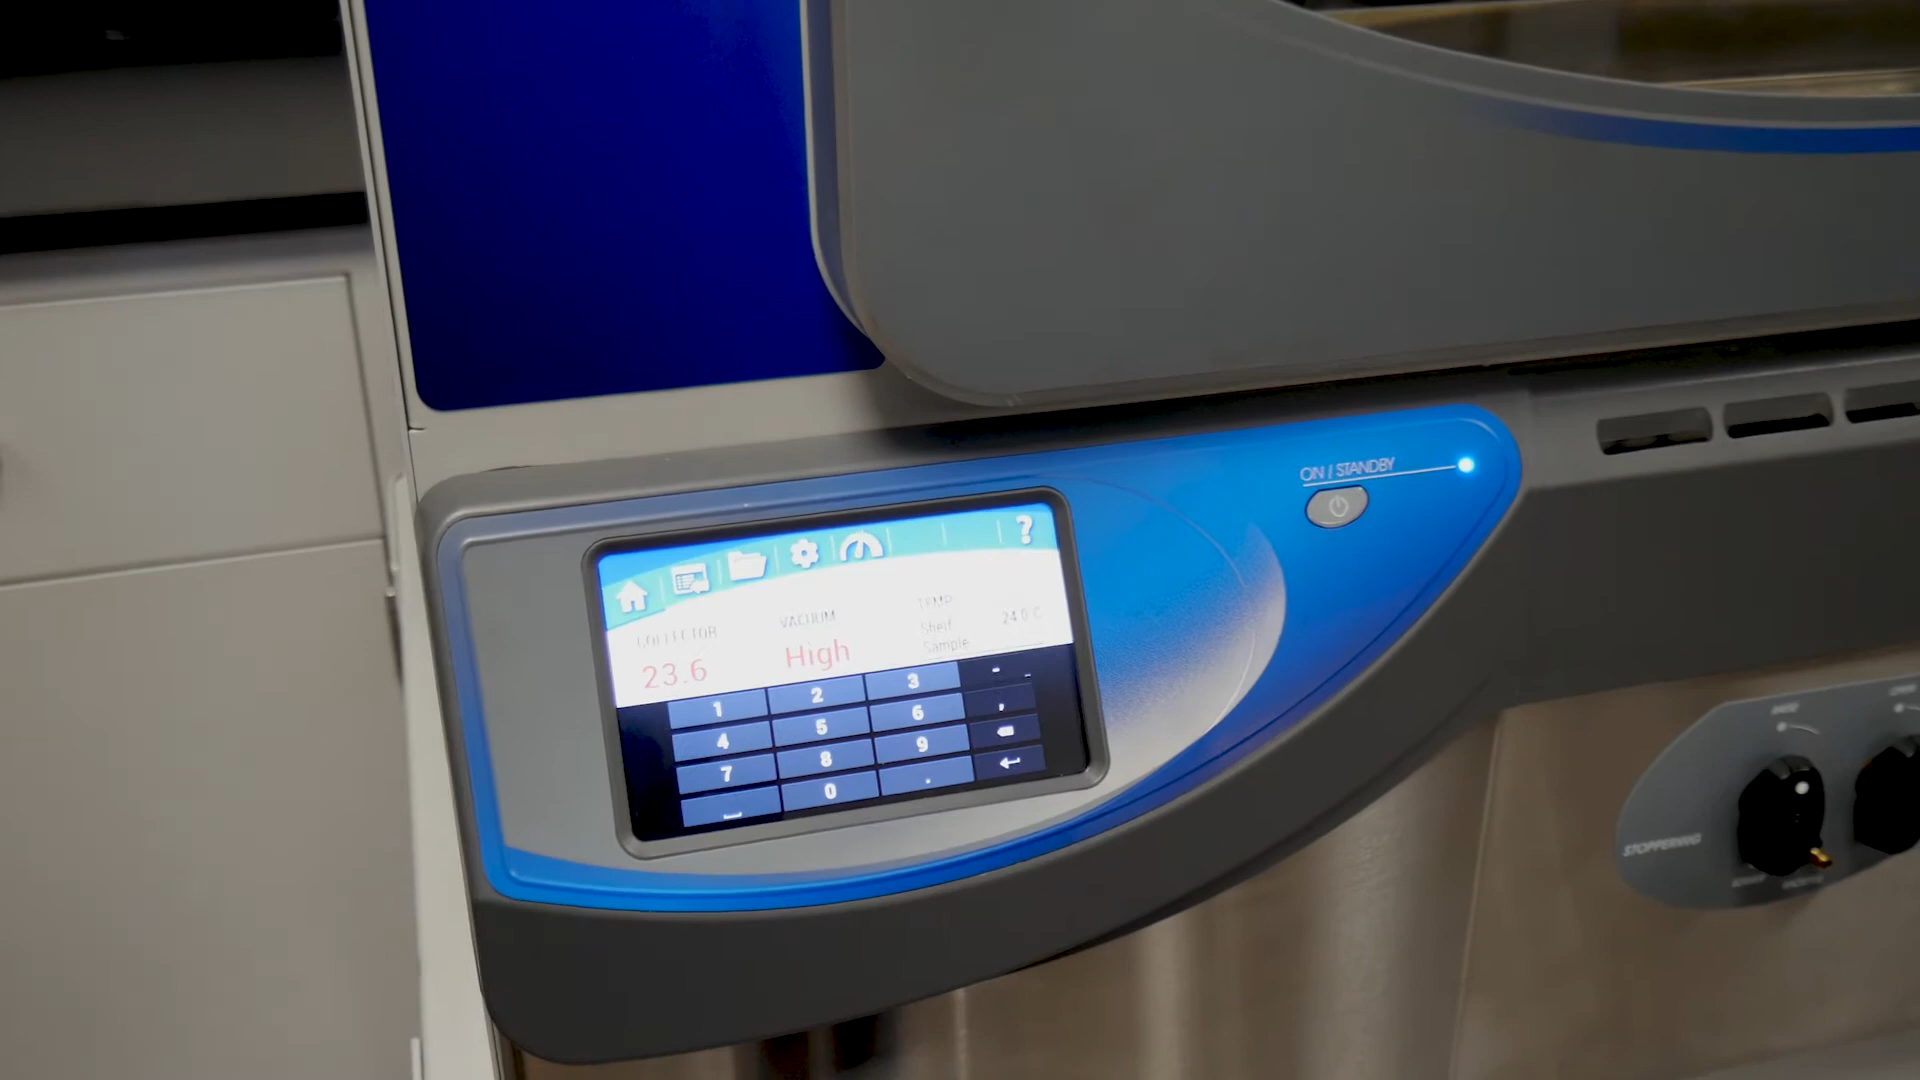 ON / STANDBY
?
COLLECTOR
23.6
VACUUM
High
TEMP
Shelf 24.0 C
Sample
1 2 3 -
4 5 6 ,
7 8 9
0 .
STOPPERING